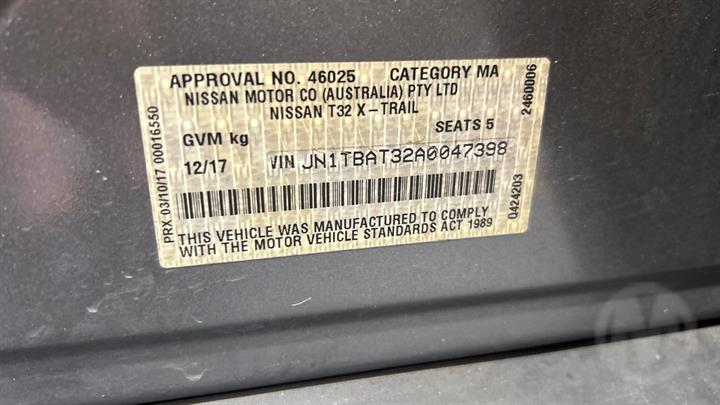 APPROVAL NO. 46025 CATEGORY MA
NISSAN MOTOR CO (AUSTRALIA) PTY LTD
NISSAN T32 X-TRAIL
GVM kg SEATS 5
12/17 VIN JN1TBAT32A0047398
THIS VEHICLE WAS MANUFACTURED TO COMPLY
WITH THE MOTOR VEHICLE STANDARDS ACT 1989
PRX 03/10/17 00016550
2460006
0424203
M